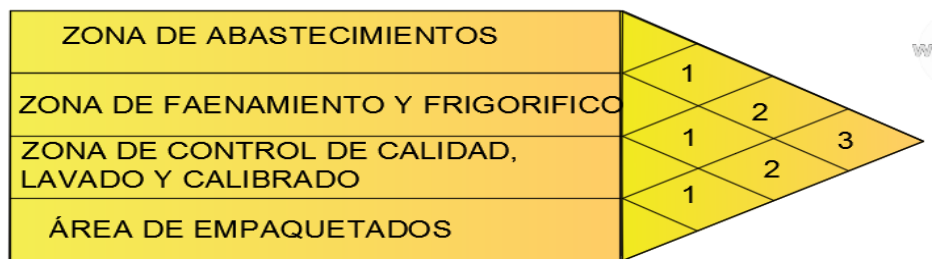 ZONA DE ABASTECIMIENTOS
1
2
ZONA DE FAENAMIENTO Y FRIGORIFICO
1
3
ZONA DE CONTROL DE CALIDAD,
LAVADO Y CALIBRADO
2
1
ÁREA DE EMPAQUETADOS
w